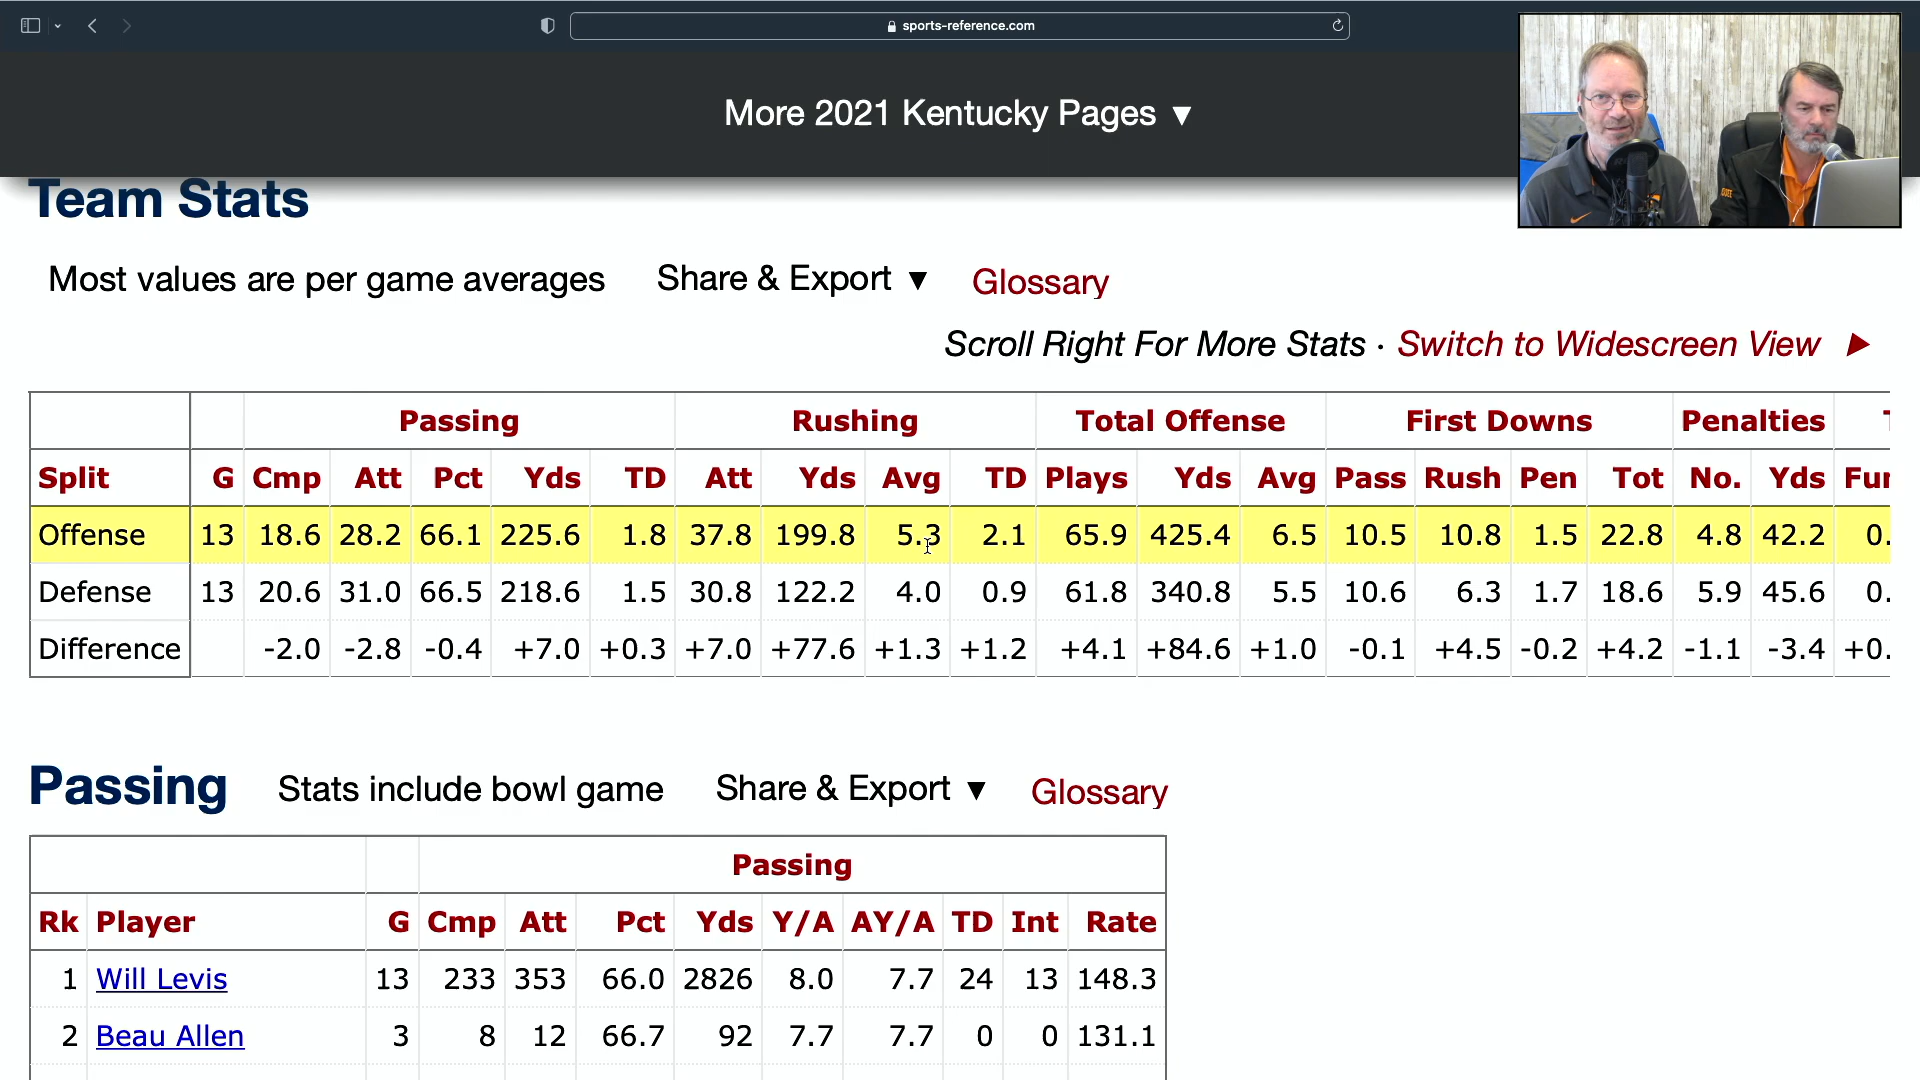 sports-reference.com
More 2021 Kentucky Pages ▼
Team Stats
Most values are per game averages Share & Export ▼ Glossary
Scroll Right For More Stats · Switch to Widescreen View ►
Passing Rushing Total Offense First Downs Penalties
Split G Cmp Att Pct Yds TD Att Yds Avg TD Plays Yds Avg Pass Rush Pen Tot No. Yds
Offense 13 18.6 28.2 66.1 225.6 1.8 37.8 199.8 5.3 2.1 65.9 425.4 6.5 10.5 10.8 1.5 22.8 4.8 42.2 0.
Defense 13 20.6 31.0 66.5 218.6 1.5 30.8 122.2 4.0 0.9 61.8 340.8 5.5 10.6 6.3 1.7 18.6 5.9 45.6 0.
Difference -2.0 -2.8 -0.4 +7.0 +0.3 +7.0 +77.6 +1.3 +1.2 +4.1 +84.6 +1.0 -0.1 +4.5 -0.2 +4.2 -1.1 -3.4 +0.
Passing Stats include bowl game Share & Export ▼ Glossary
Passing
Rk Player G Cmp Att Pct Yds Y/A AY/A TD Int Rate
1 Will Levis 13 233 353 66.0 2826 8.0 7.7 24 13 148.3
2 Beau Allen 3 8 12 66.7 92 7.7 7.7 0 0 131.1